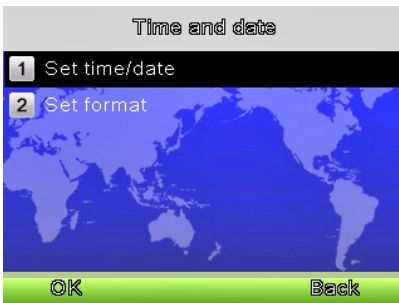 Time and date
1 Set time/date
2 Set format
OK Back